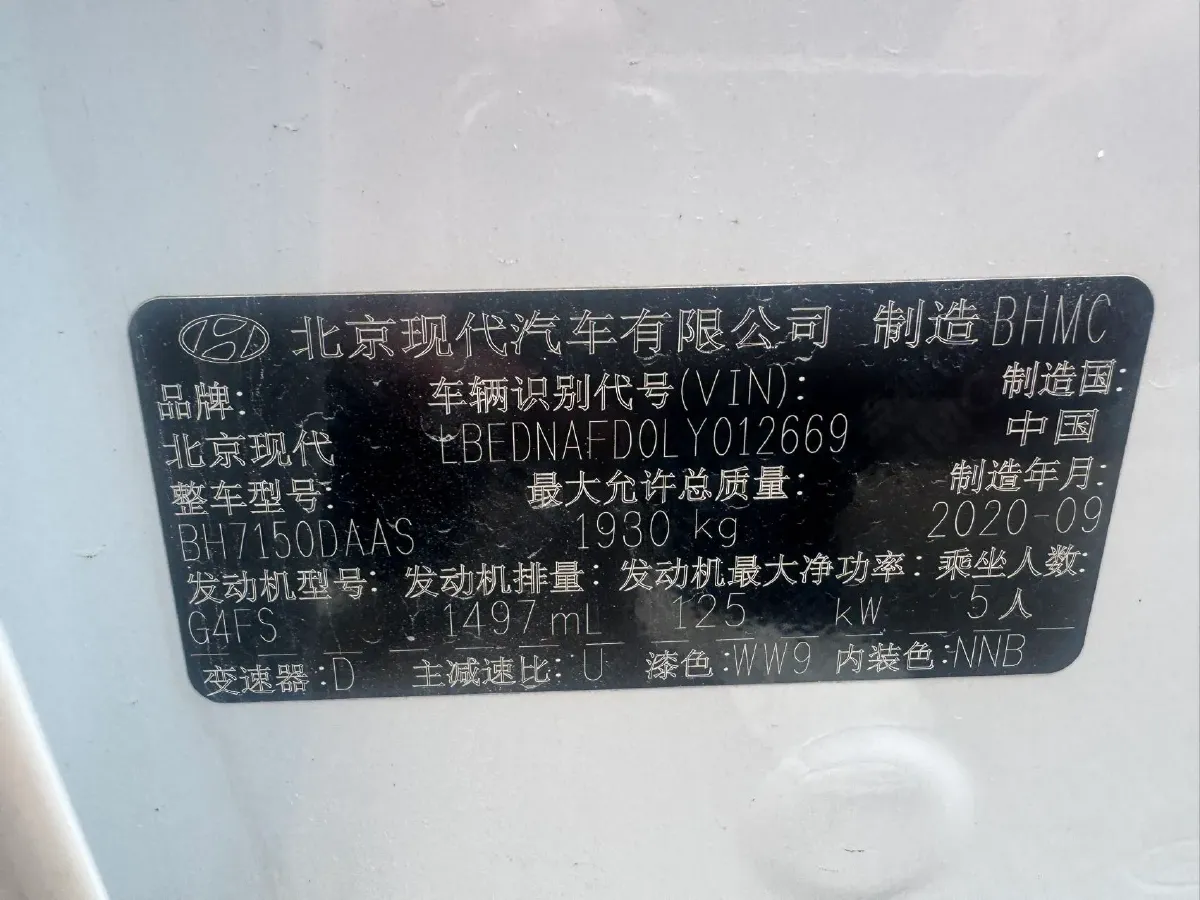 北京现代汽车有限公司 制造 BHMC
品牌: 车辆识别代号(VIN): 制造国:
北京现代 LBEDNAFD0LY012669 中国
整车型号: 最大允许总质量: 制造年月:
BH7150DAAS 1930 kg 2020-09
发动机型号: 发动机排量: 发动机最大净功率: 乘坐人数:
G4FS 1497 mL 125 kW 5人
变速器:D 主减速比: U 漆色:WW9 内装色:NNB